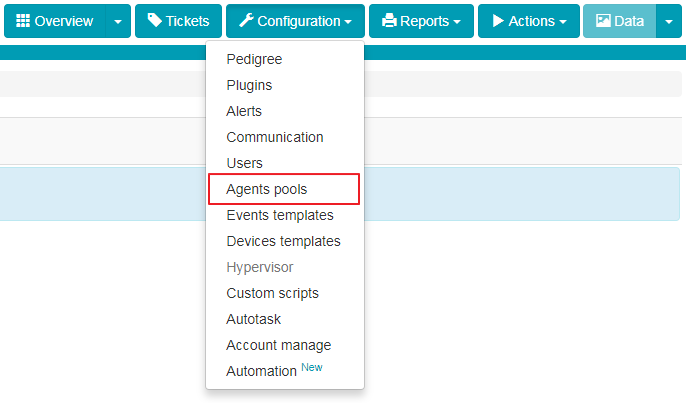 Overview Tickets Configuration Reports Actions Data
Pedigree
Plugins
Alerts
Communication
Users
Agents pools
Events templates
Devices templates
Hypervisor
Custom scripts
Autotask
Account manage
Automation New